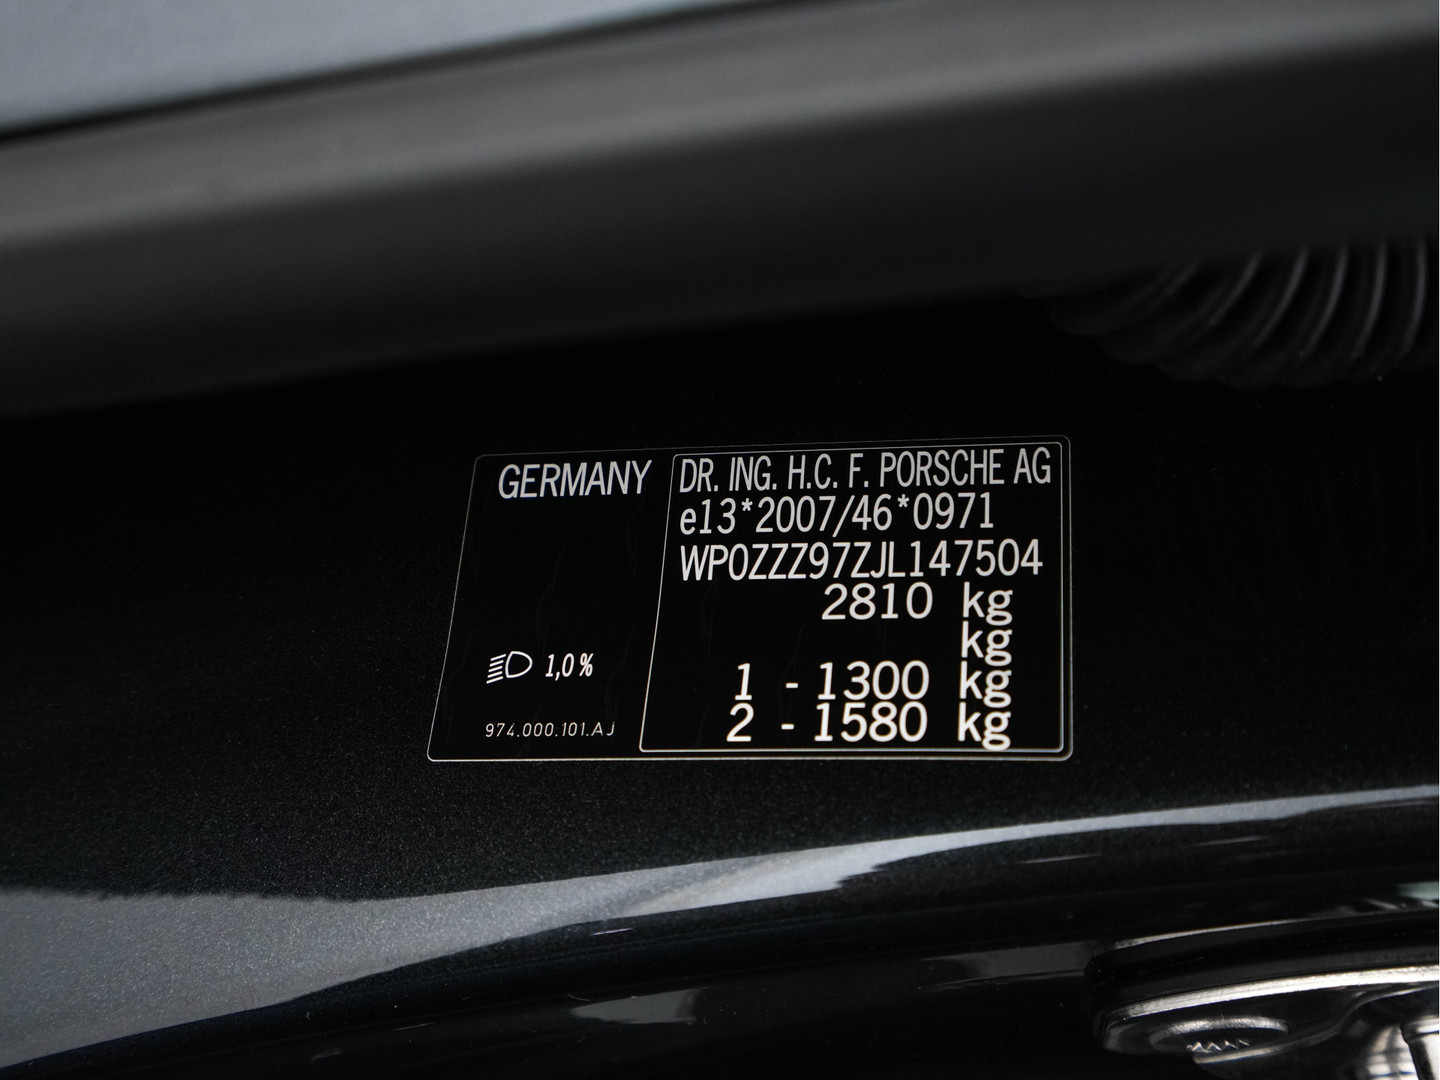 GERMANY
DR. ING. H.C. F. PORSCHE AG
e13*2007/46*0971
WP0ZZZ97ZJL147504
2810 kg
kg
1 - 1300 kg
2 - 1580 kg
1,0%
974.000.101.AJ